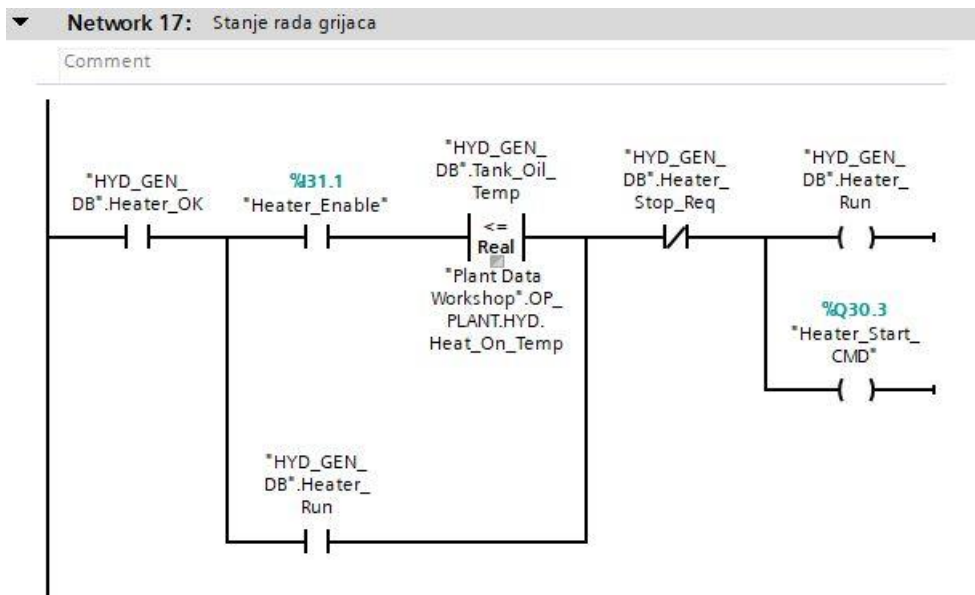 Network 17: Stanje rada grijaca
Comment
"HYD_GEN_
DB".Heater_OK
%I31.1
"Heater_Enable"
"HYD_GEN_
DB".Tank_Oil_
Temp
<=
Real
"Plant Data
Workshop".OP_
PLANT.HYD.
Heat_On_Temp
"HYD_GEN_
DB".Heater_
Stop_Req
"HYD_GEN_
DB".Heater_
Run
%Q30.3
"Heater_Start_
CMD"
"HYD_GEN_
DB".Heater_
Run